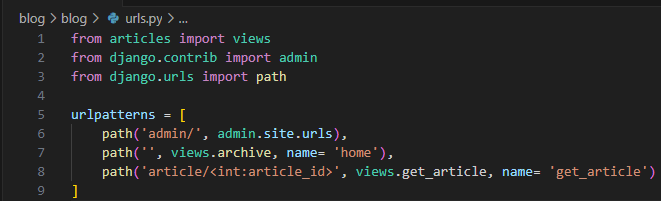 blog > blog > urls.py > ...
1 from articles import views
2 from django.contrib import admin
3 from django.urls import path
4
5 urlpatterns = [
6     path('admin/', admin.site.urls),
7     path('', views.archive, name= 'home'),
8     path('article/<int:article_id>', views.get_article, name= 'get_article')
9 ]